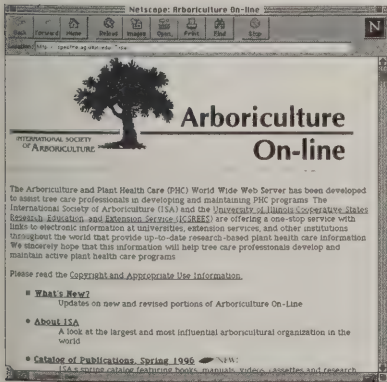 Netscape: Arboriculture On-line
Back Forward Home Reload Images Open Print Find Stop
Location: http
N
INTERNATIONAL SOCIETY
OF ARBORICULTURE
Arboriculture
On-line
The Arboriculture and Plant Health Care (PHC) World Wide Web Server has been developed
to assist tree care professionals in developing and maintaining PHC programs The
International Society of Arboriculture (ISA) and the University of Illinois Cooperative States
Research, Education, and Extension Service (ICSREES) are offering a one-stop service with
links to electronic information at universities, extension services, and other institutions
throughout the world that provide up-to-date research-based plant health care information
We sincerely hope that this information will help tree care professionals develop and
maintain active plant health care programs
Please read the Copyright and Appropriate Use Information.
What's New?
Updates on new and revised portions of Arboriculture On-Line
About ISA
A look at the largest and most influential arboricultural organization in the
world
Catalog of Publications, Spring 1996 NEW!
ISA's spring catalog featuring books, manuals, videos, cassettes and research